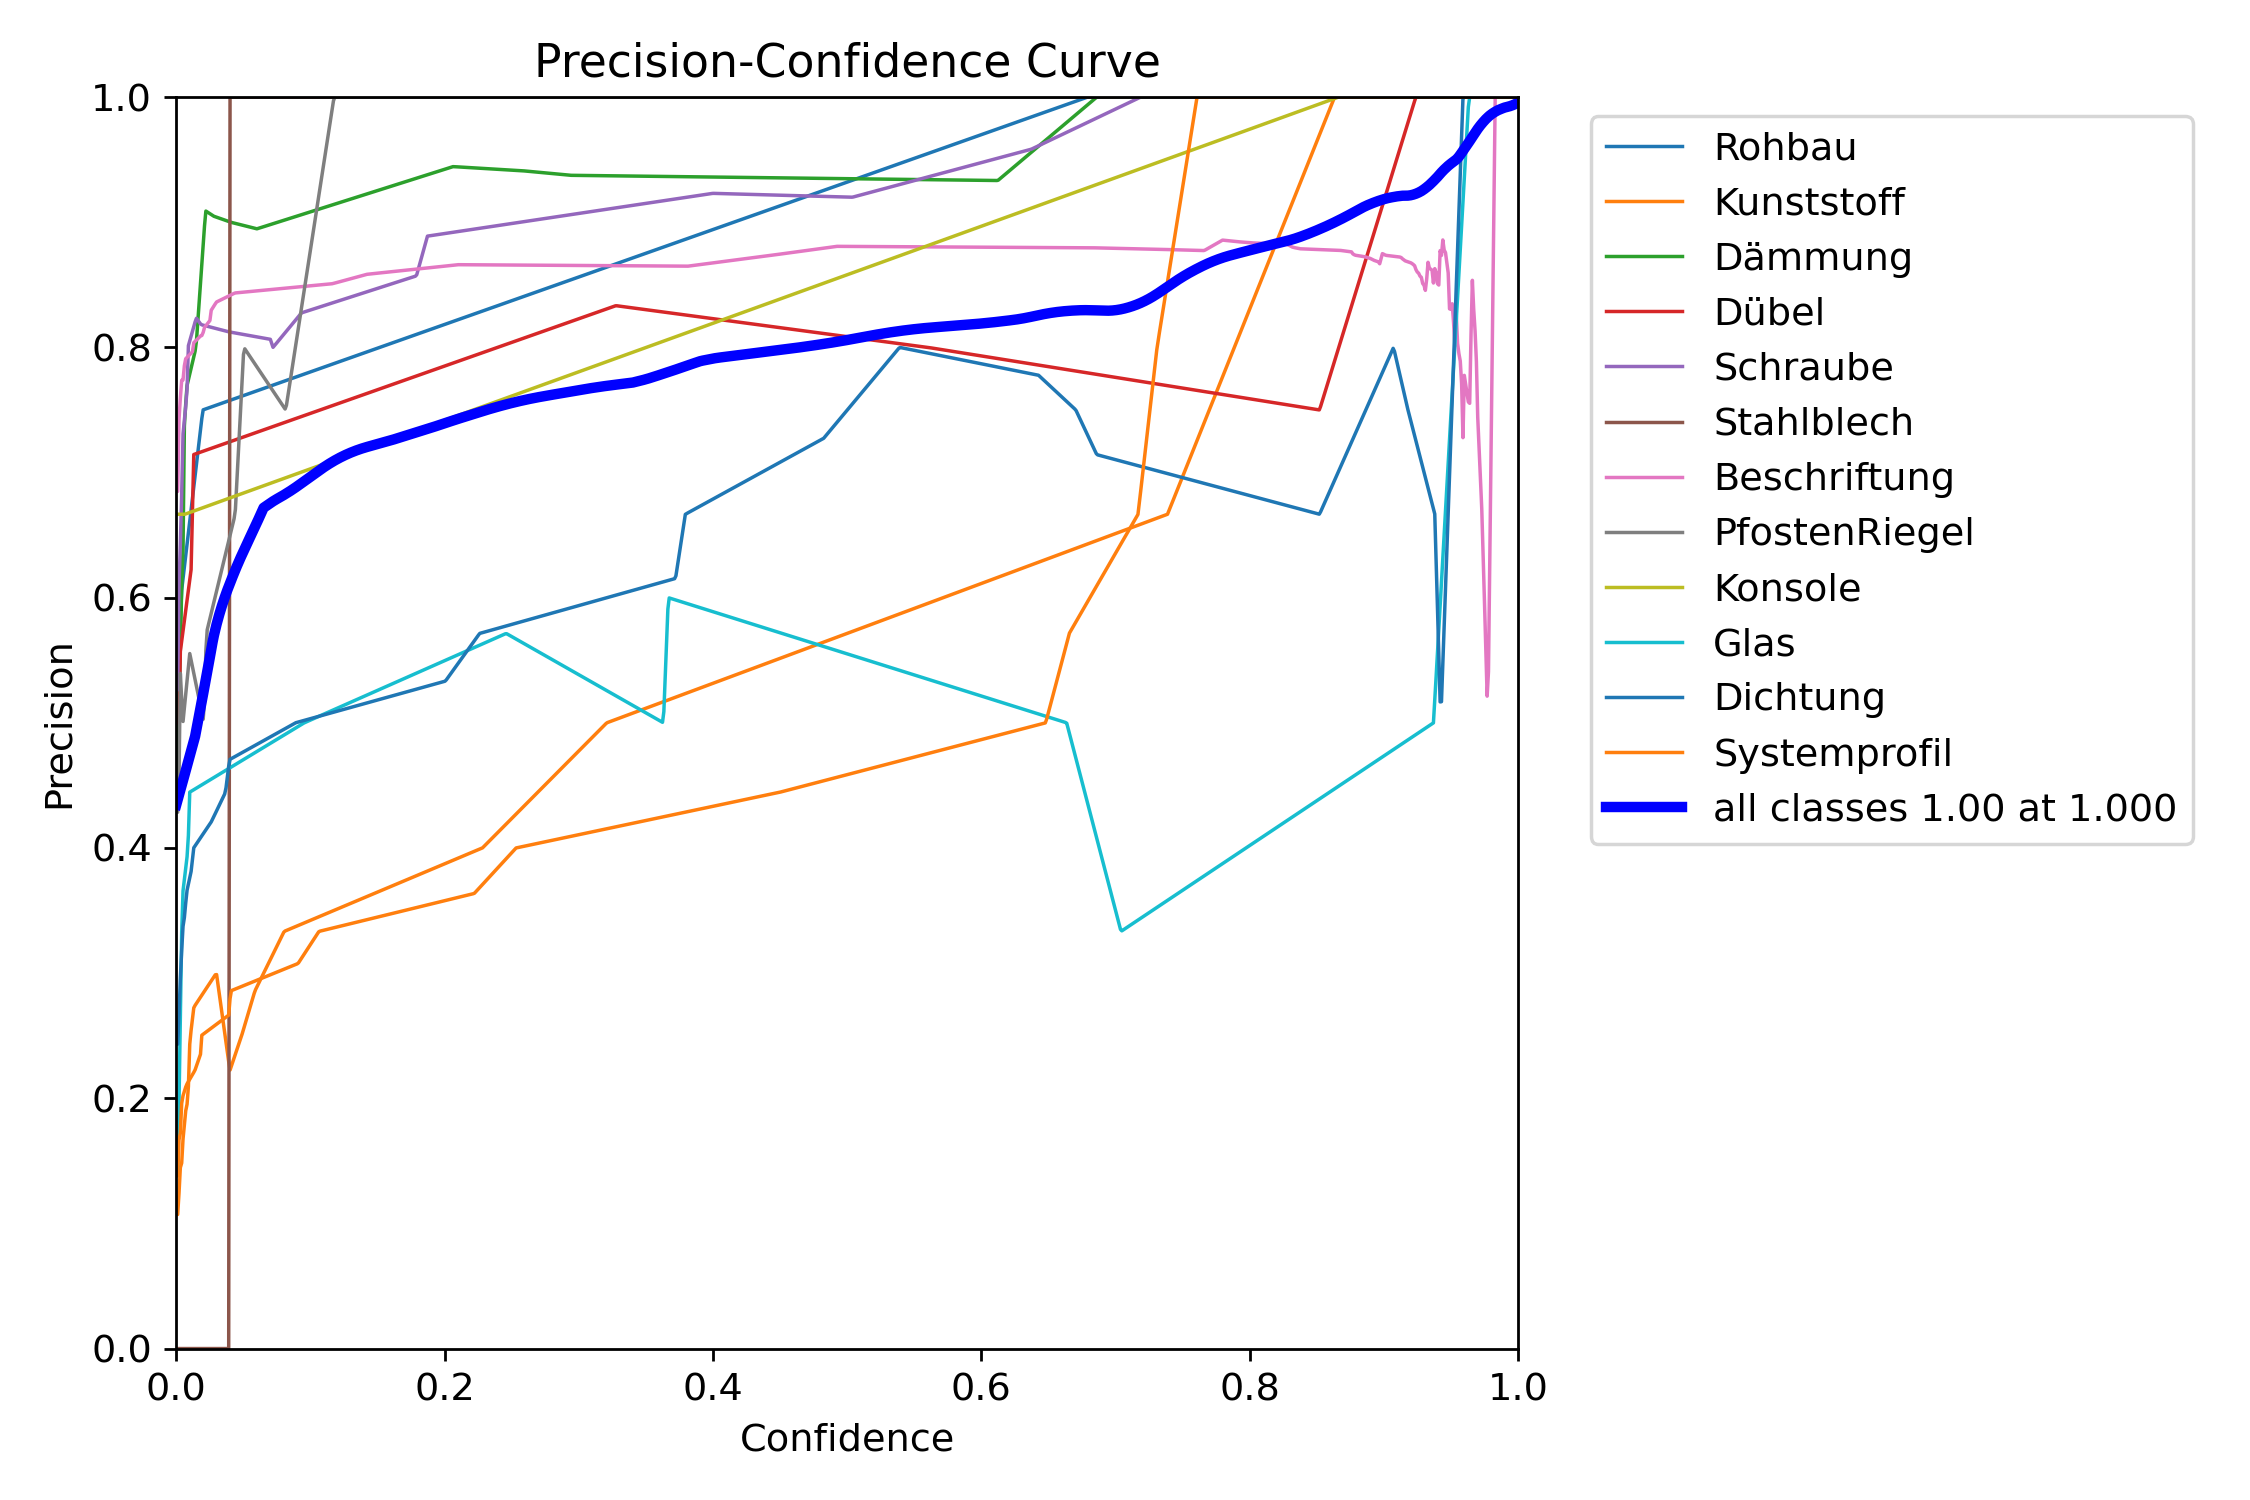 Precision-Confidence Curve
1.0
0.8
0.6
0.4
0.2
0.0
Precision
0.0 0.2 0.4 0.6 0.8 1.0
Confidence
Rohbau
Kunststoff
Dämmung
Dübel
Schraube
Stahlblech
Beschriftung
PfostenRiegel
Konsole
Glas
Dichtung
Systemprofil
all classes 1.00 at 1.000